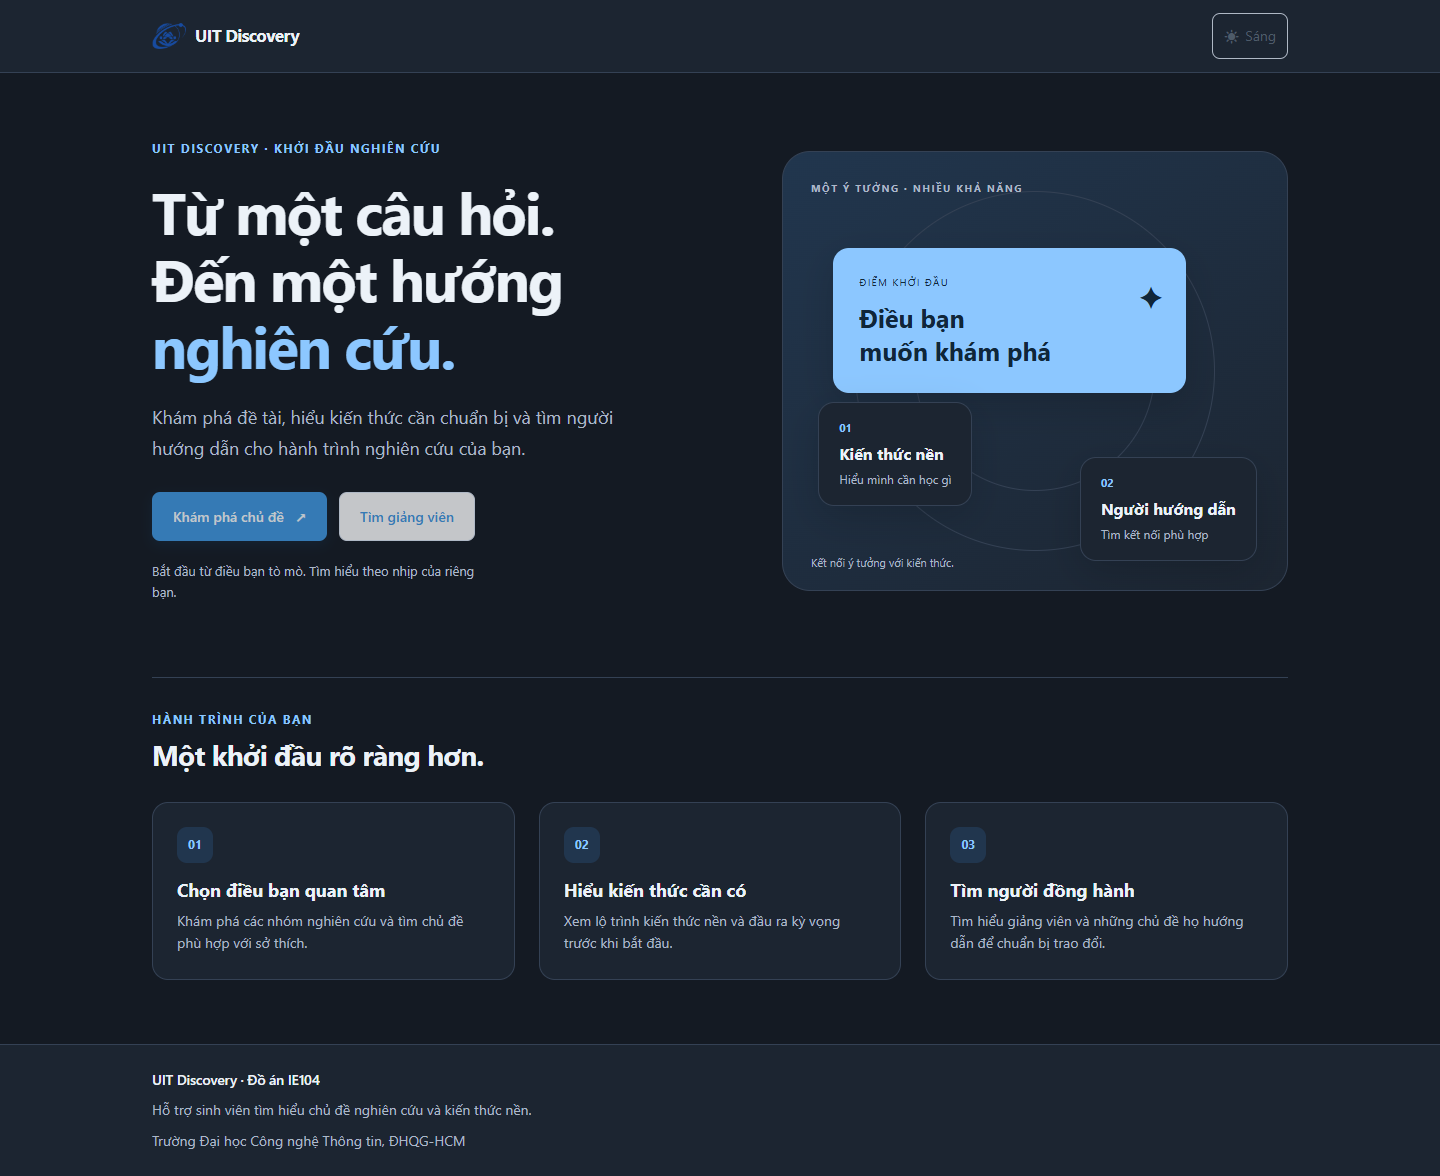 UIT Discovery
☀ Sáng
UIT DISCOVERY · KHỞI ĐẦU NGHIÊN CỨU
Từ một câu hỏi.
Đến một hướng
nghiên cứu.
Khám phá đề tài, hiểu kiến thức cần chuẩn bị và tìm người
hướng dẫn cho hành trình nghiên cứu của bạn.
Khám phá chủ đề ↗
Tìm giảng viên
Bắt đầu từ điều bạn tò mò. Tìm hiểu theo nhịp của riêng
bạn.
MỘT Ý TƯỞNG · NHIỀU KHẢ NĂNG
ĐIỂM KHỞI ĐẦU
Điều bạn
muốn khám phá
✦
01
Kiến thức nền
Hiểu mình cần học gì
02
Người hướng dẫn
Tìm kết nối phù hợp
Kết nối ý tưởng với kiến thức.
HÀNH TRÌNH CỦA BẠN
Một khởi đầu rõ ràng hơn.
01
Chọn điều bạn quan tâm
Khám phá các nhóm nghiên cứu và tìm chủ đề
phù hợp với sở thích.
02
Hiểu kiến thức cần có
Xem lộ trình kiến thức nền và đầu ra kỳ vọng
trước khi bắt đầu.
03
Tìm người đồng hành
Tìm hiểu giảng viên và những chủ đề họ hướng
dẫn để chuẩn bị trao đổi.
UIT Discovery · Đồ án IE104
Hỗ trợ sinh viên tìm hiểu chủ đề nghiên cứu và kiến thức nền.
Trường Đại học Công nghệ Thông tin, ĐHQG-HCM